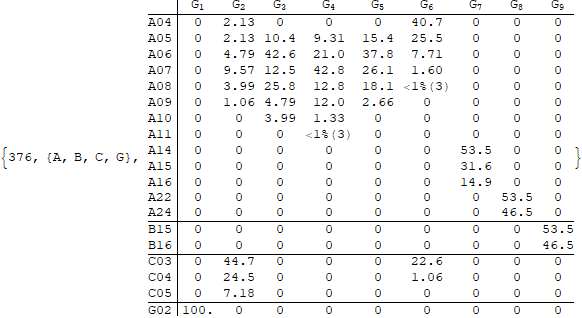 G1 G2 G3 G4 G5 G6 G7 G8 G9
A04 0 2.13 0 0 0 40.7 0 0 0
A05 0 2.13 10.4 9.31 15.4 25.5 0 0 0
A06 0 4.79 42.6 21.0 37.8 7.71 0 0 0
A07 0 9.57 12.5 42.8 26.1 1.60 0 0 0
A08 0 3.99 25.8 12.8 18.1 <1%(3) 0 0 0
A09 0 1.06 4.79 12.0 2.66 0 0 0 0
A10 0 0 3.99 1.33 0 0 0 0 0
A11 0 0 0 <1%(3) 0 0 0 0 0
A14 0 0 0 0 0 0 53.5 0 0
{376, {A, B, C, G}, A15 0 0 0 0 0 0 31.6 0 0 }
A16 0 0 0 0 0 0 14.9 0 0
A22 0 0 0 0 0 0 0 53.5 0
A24 0 0 0 0 0 0 0 46.5 0
B15 0 0 0 0 0 0 0 0 53.5
B16 0 0 0 0 0 0 0 0 46.5
C03 0 44.7 0 0 0 22.6 0 0 0
C04 0 24.5 0 0 0 1.06 0 0 0
C05 0 7.18 0 0 0 0 0 0 0
G02 100. 0 0 0 0 0 0 0 0